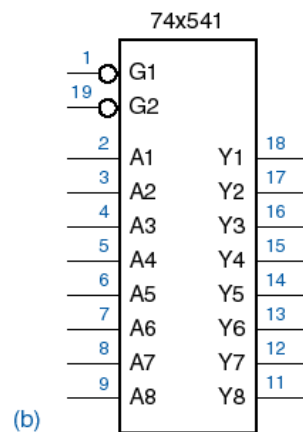 74x541
1 G1
19 G2
2 A1 Y1 18
3 A2 Y2 17
4 A3 Y3 16
5 A4 Y4 15
6 A5 Y5 14
7 A6 Y6 13
8 A7 Y7 12
9 A8 Y8 11
(b)